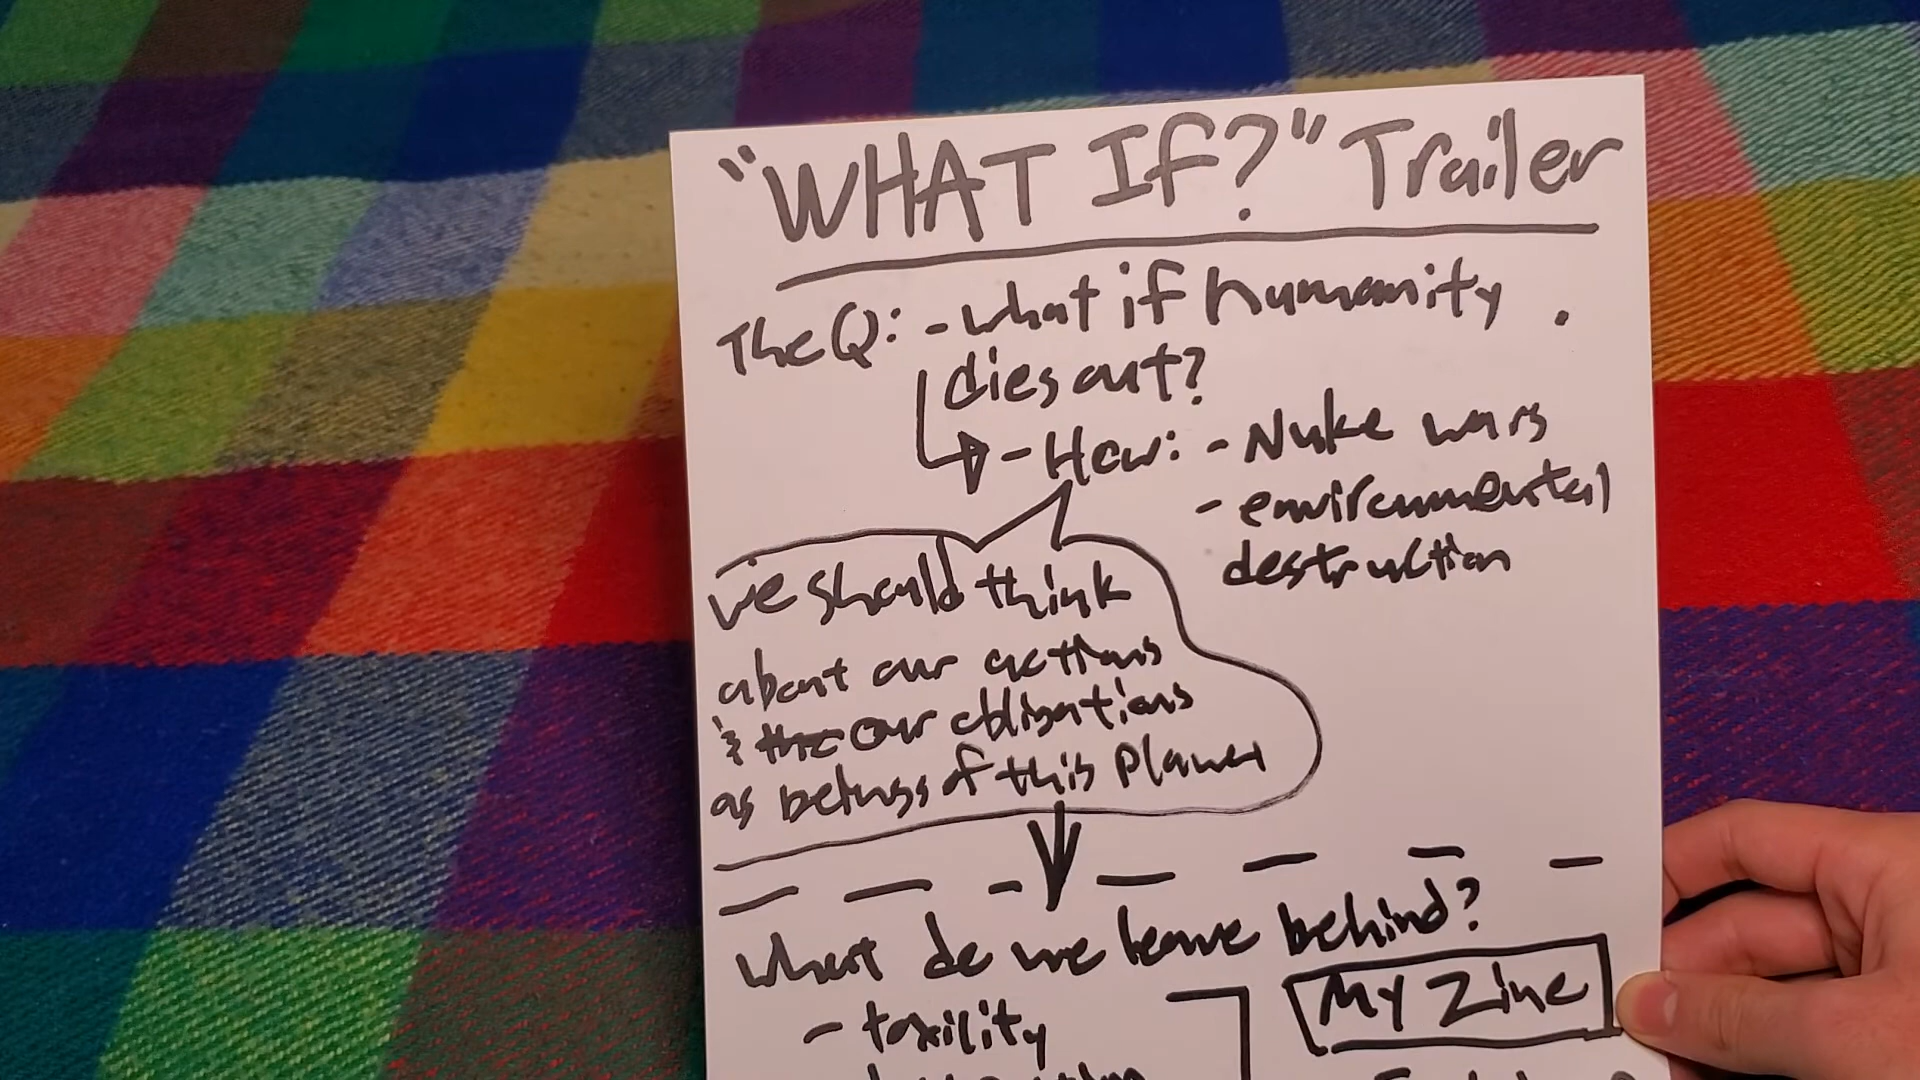 "WHAT If?" Trailer
The Q: - what if humanity
dies out?
- How: - Nuke wars
- environmental
destruction
we should think
about our actions
& the our obligations
as beings of this planet
what do we leave behind?
My Zine
- toxicity